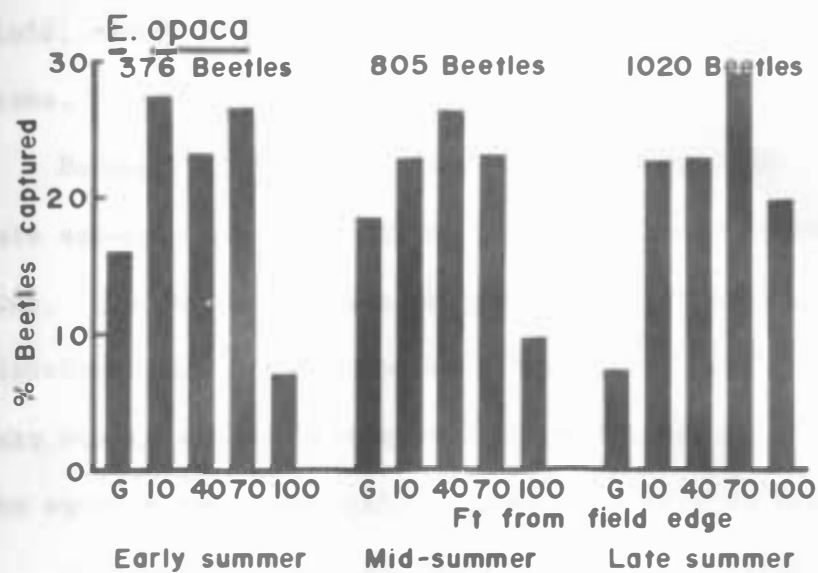 E. opaca
30
376 Beetles 805 Beetles 1020 Beetles
20
% Beetles captured
10
0
G 10 40 70 100 G 10 40 70 100 G 10 40 70 100
Ft from field edge
Early summer Mid-summer Late summer